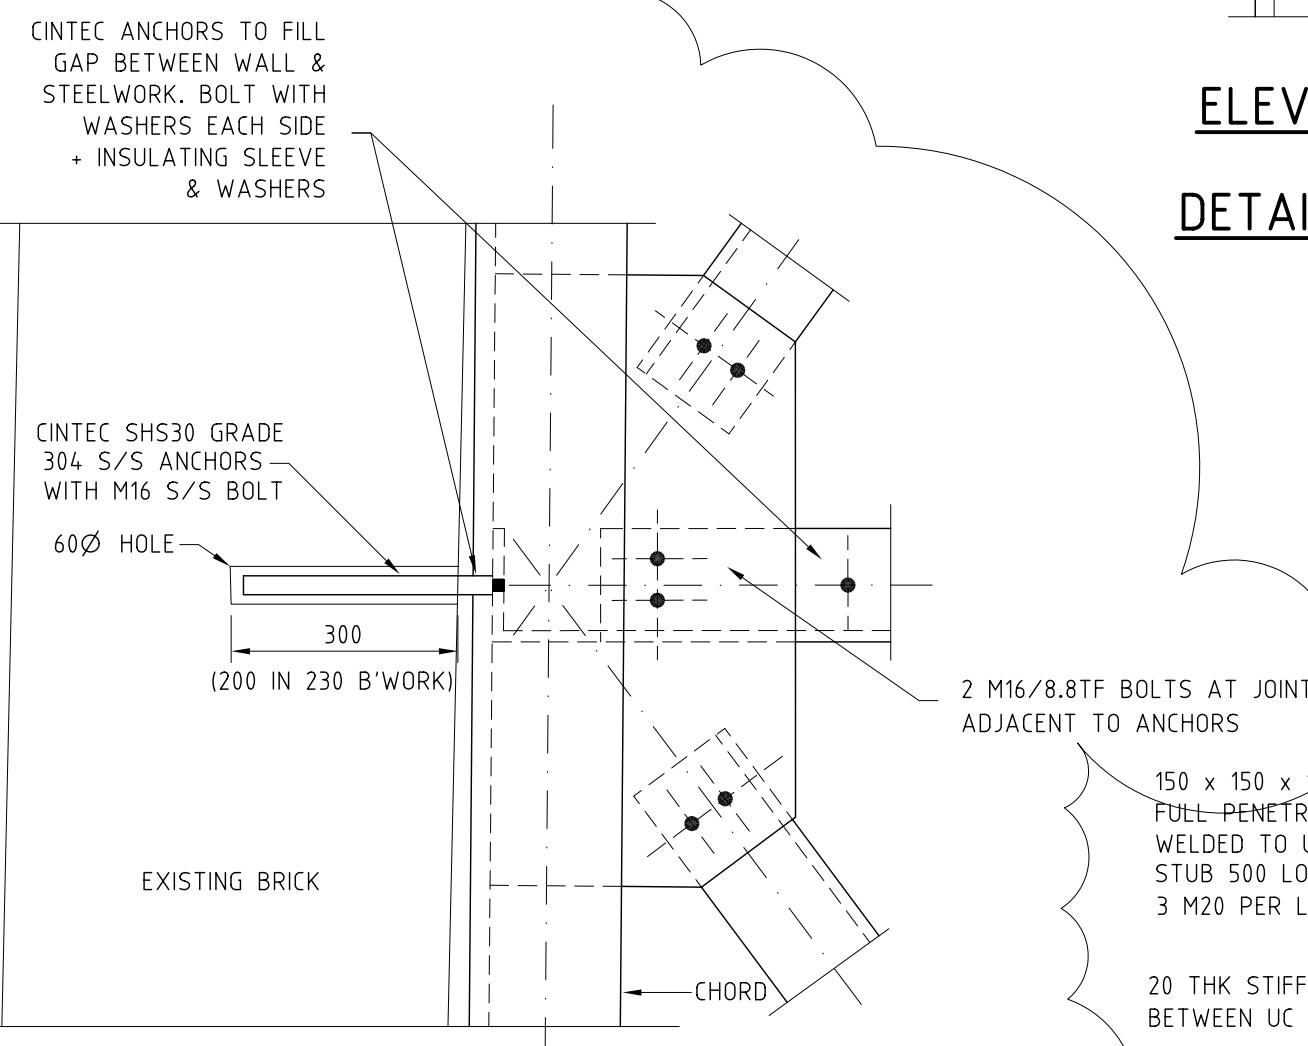 CINTEC ANCHORS TO FILL
GAP BETWEEN WALL &
STEELWORK. BOLT WITH
WASHERS EACH SIDE
+ INSULATING SLEEVE
& WASHERS
ELEV
DETAI
CINTEC SHS30 GRADE
304 S/S ANCHORS
WITH M16 S/S BOLT
60Ø HOLE
300
(200 IN 230 B'WORK)
2 M16/8.8TF BOLTS AT JOINT
ADJACENT TO ANCHORS
150 x 150 x
FULL PENETR
WELDED TO U
STUB 500 LO
3 M20 PER L
EXISTING BRICK
CHORD
20 THK STIFF
BETWEEN UC